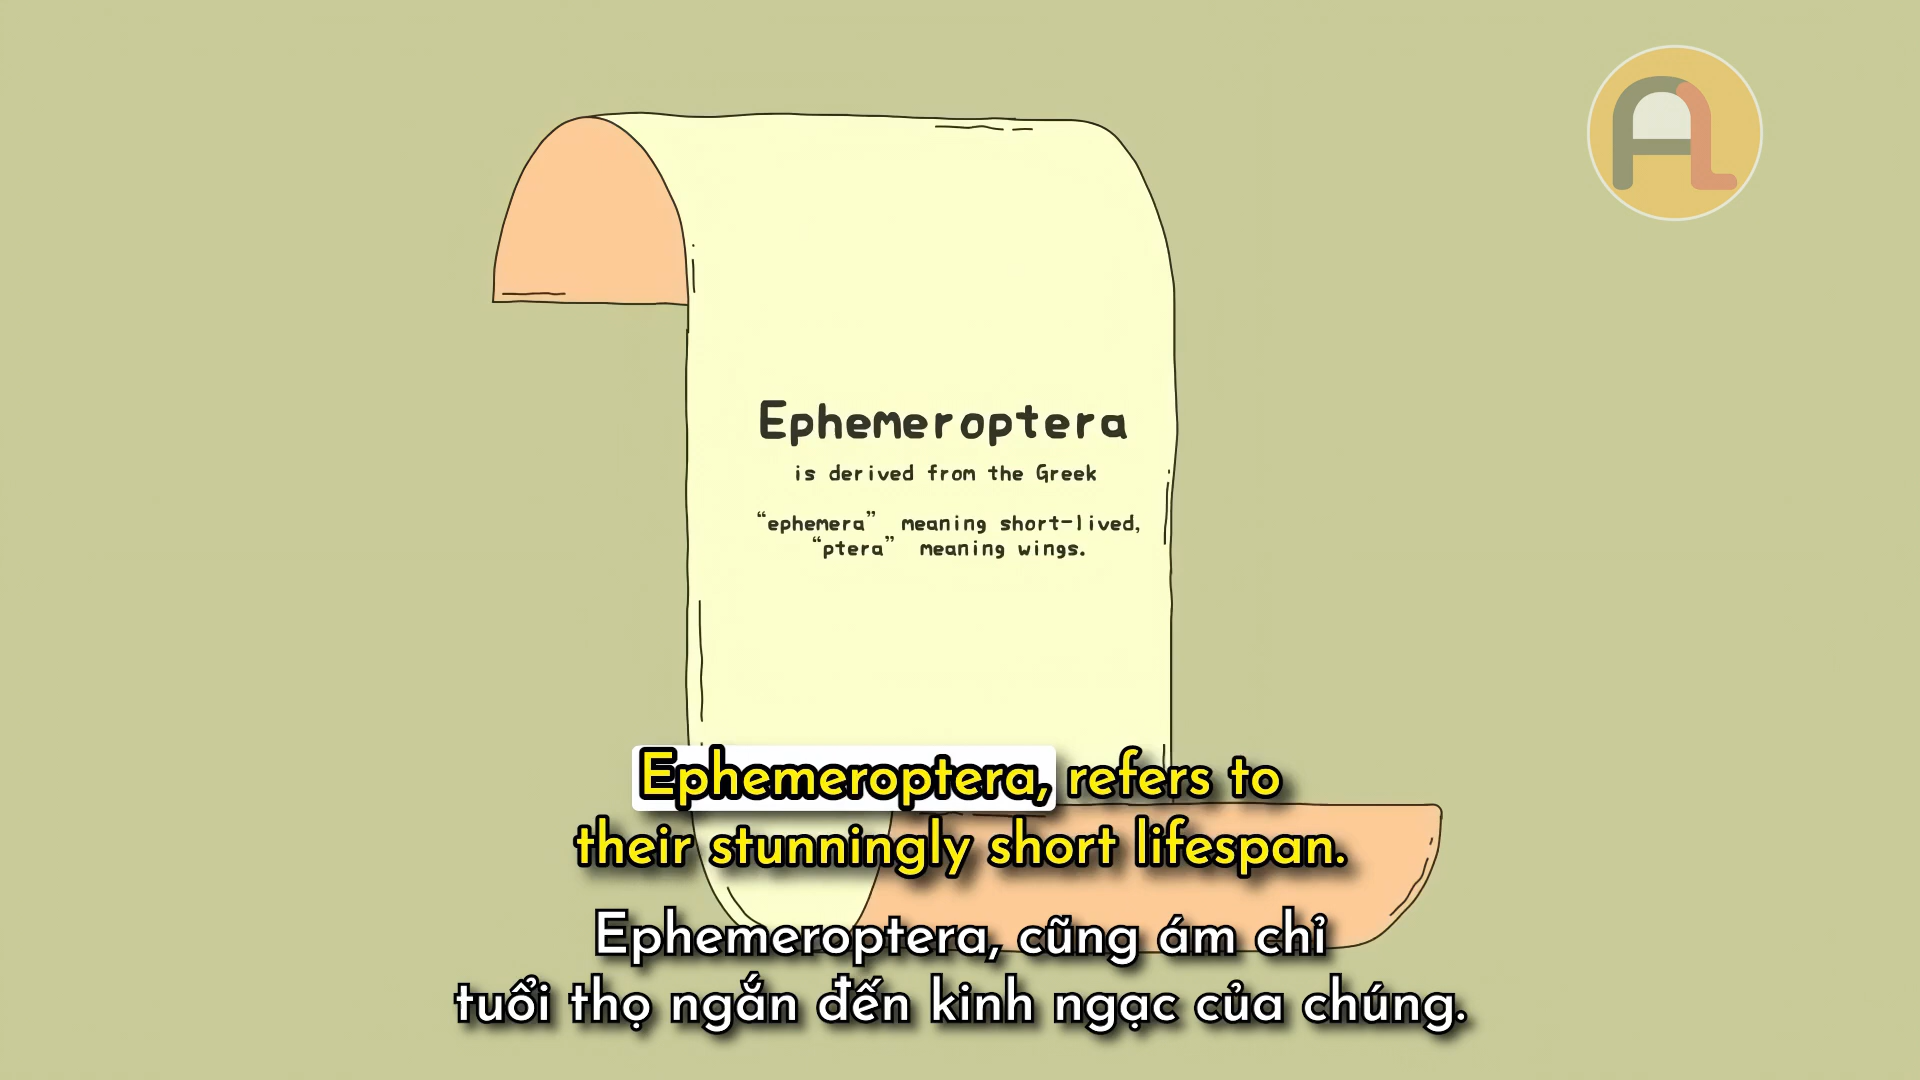 AL
Ephemeroptera
is derived from the Greek
“ephemera” meaning short-lived,
“ptera” meaning wings.
Ephemeroptera, refers to
their stunningly short lifespan.
Ephemeroptera, cũng ám chỉ
tuổi thọ ngắn đến kinh ngạc của chúng.